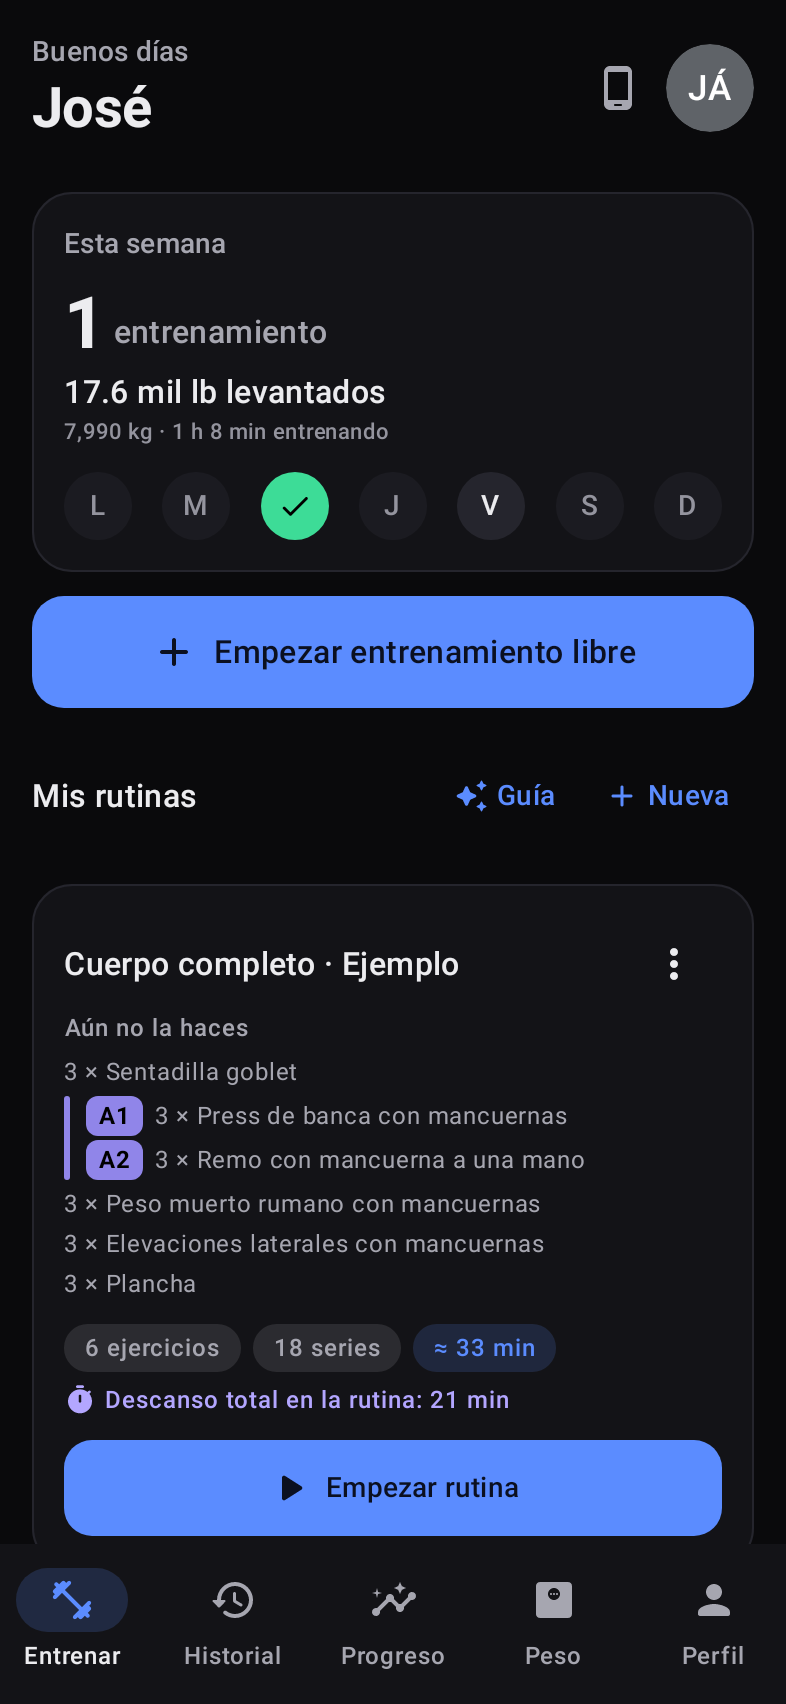 Buenos días
José
JÁ
Esta semana
1 entrenamiento
17.6 mil lb levantados
7,990 kg · 1 h 8 min entrenando
L M J V S D
Empezar entrenamiento libre
Mis rutinas
Guía
Nueva
Cuerpo completo · Ejemplo
Aún no la haces
3 × Sentadilla goblet
A1 3 × Press de banca con mancuernas
A2 3 × Remo con mancuerna a una mano
3 × Peso muerto rumano con mancuernas
3 × Elevaciones laterales con mancuernas
3 × Plancha
6 ejercicios 18 series ≈ 33 min
Descanso total en la rutina: 21 min
Empezar rutina
Entrenar Historial Progreso Peso Perfil